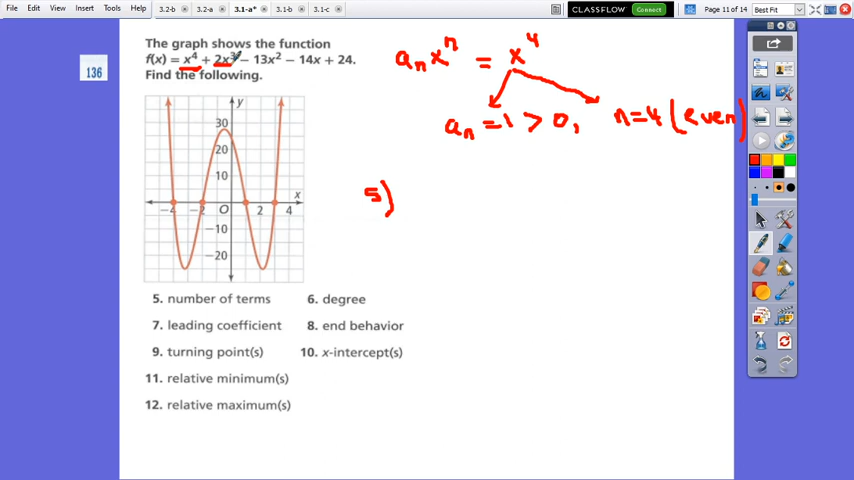 File Edit View Insert Tools Help
3.2-b 3.2-a 3.1-a* 3.1-b 3.1-c
CLASSFLOW Connect Page 11 of 14 Best Fit
The graph shows the function
f(x) = x⁴ + 2x³ − 13x² − 14x + 24.
Find the following.
136
aₙxⁿ = x⁴
aₙ = 1 > 0, n=4 (even)
5)
y
30
20
10
x
−4 −2 O 2 4
−10
−20
5. number of terms 6. degree
7. leading coefficient 8. end behavior
9. turning point(s) 10. x-intercept(s)
11. relative minimum(s)
12. relative maximum(s)